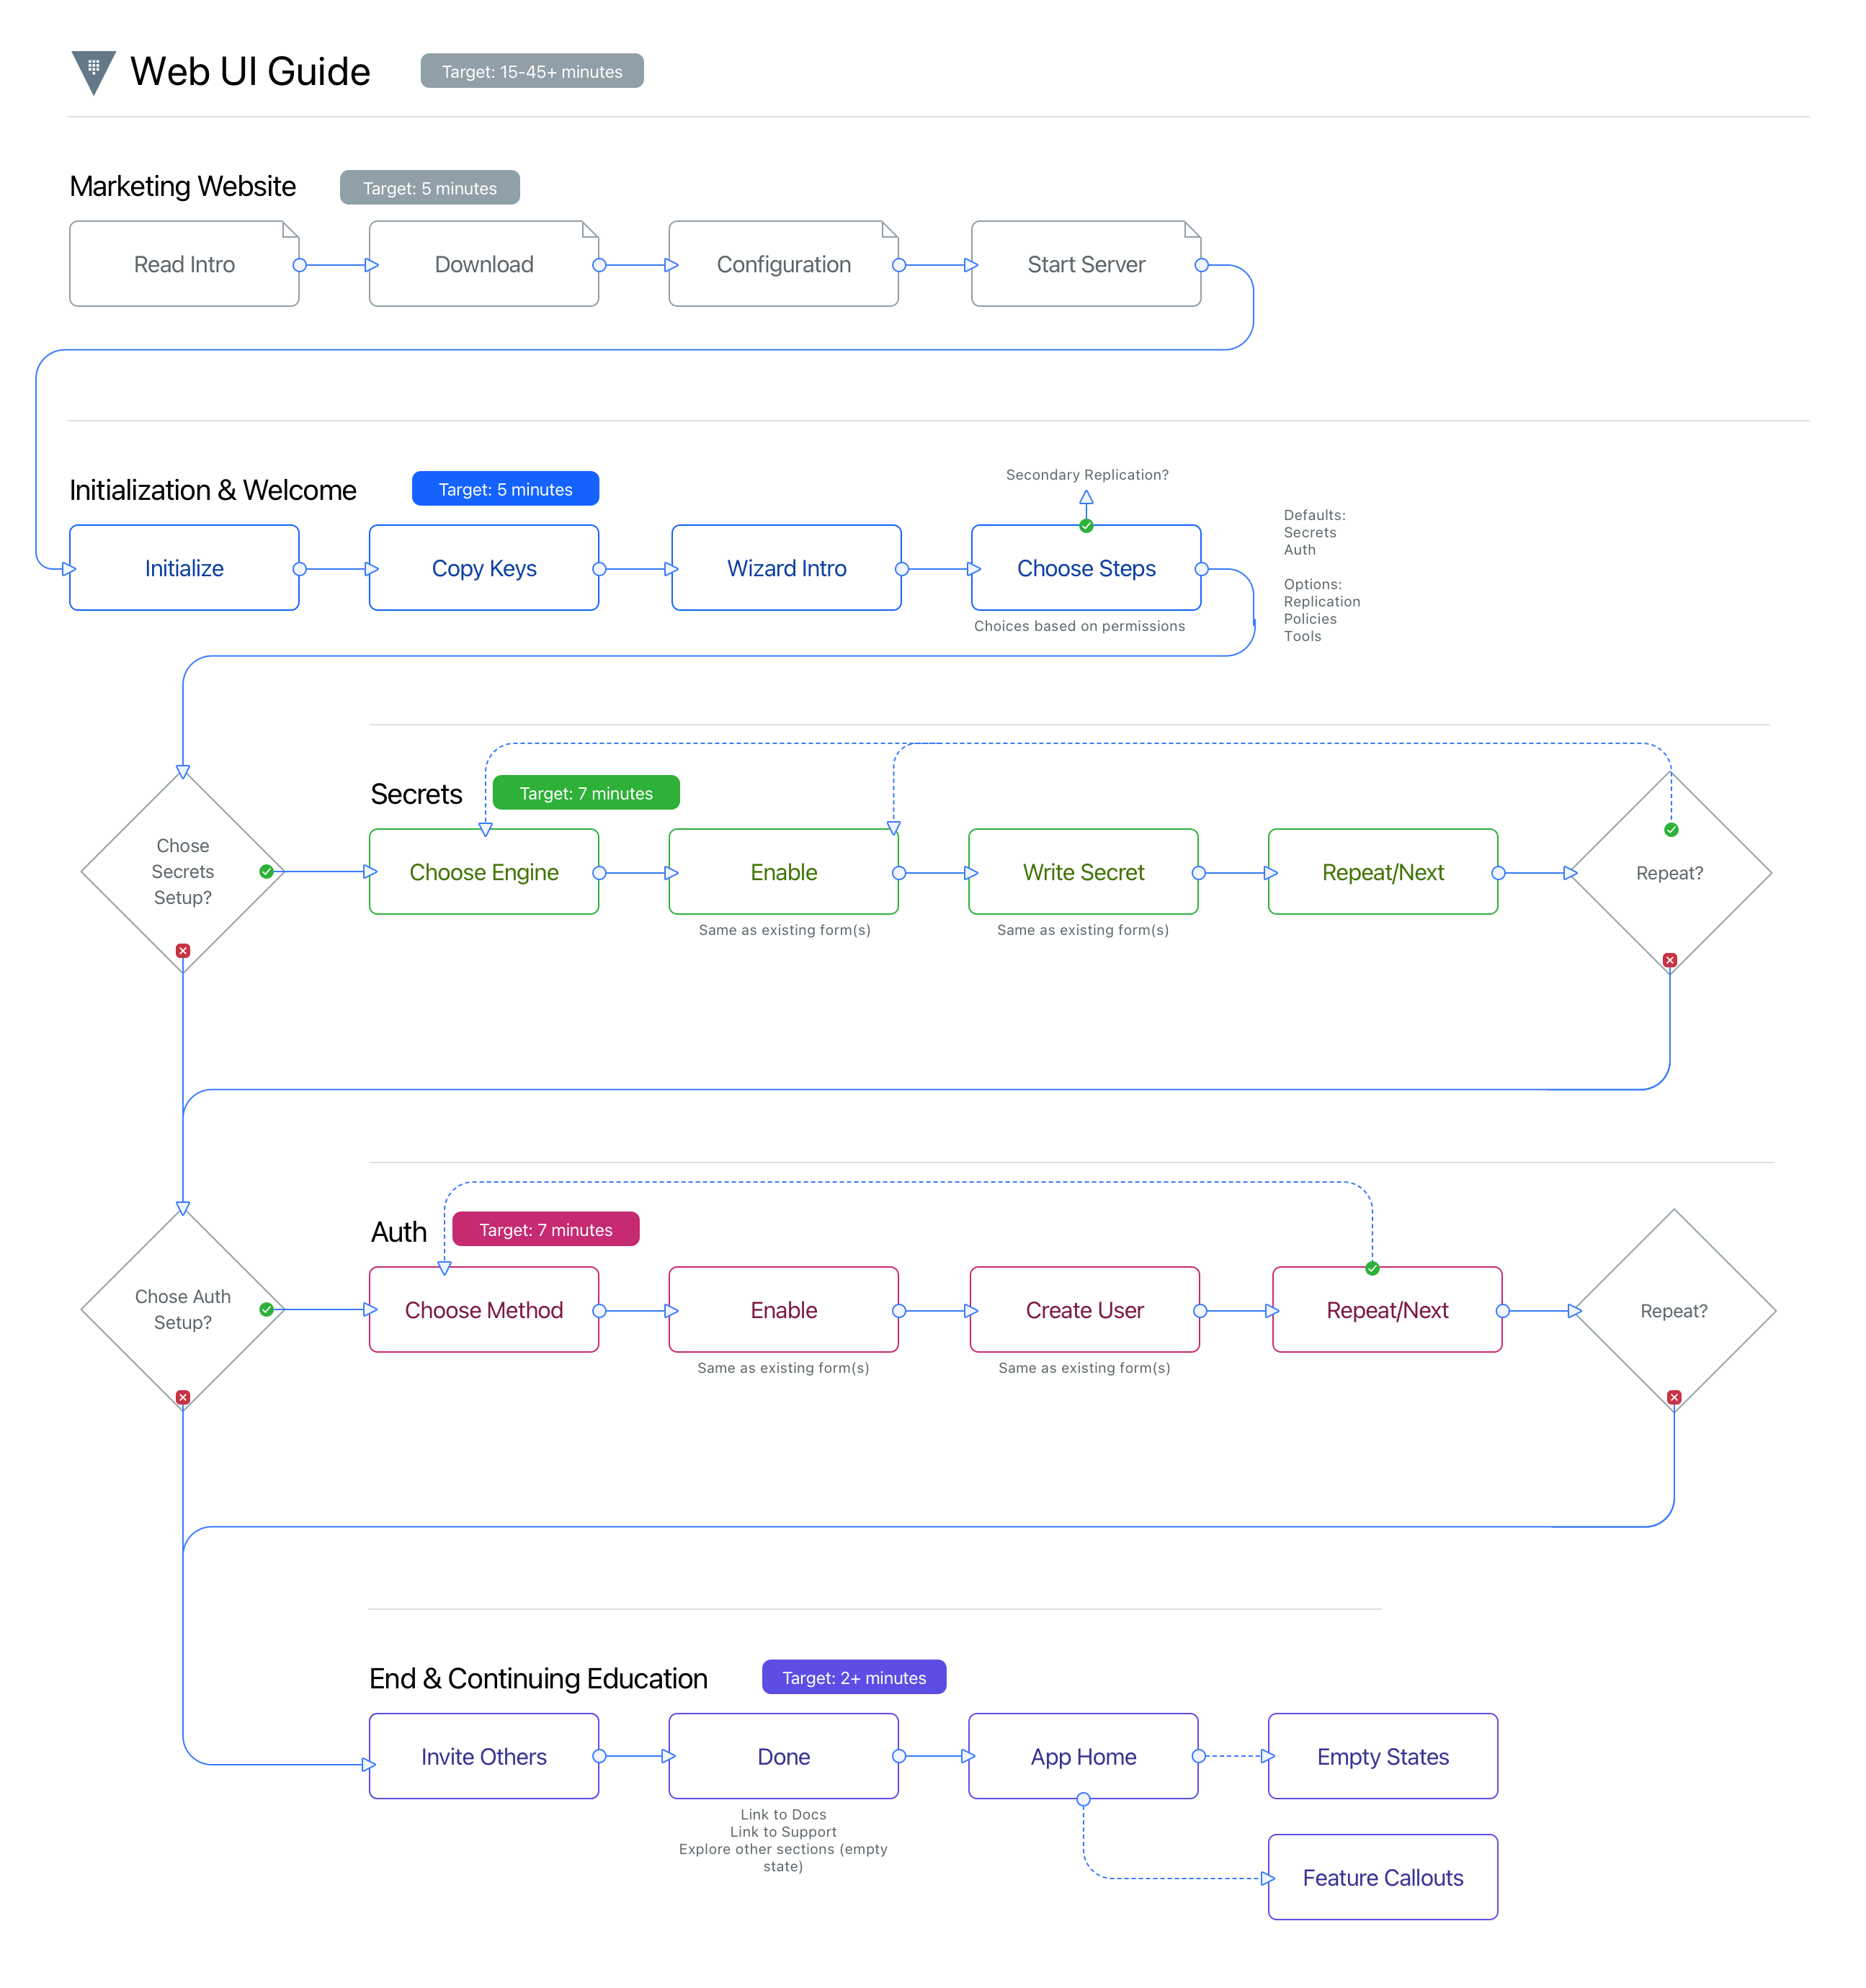 Web UI Guide
Target: 15-45+ minutes
Marketing Website
Target: 5 minutes
Read Intro
Download
Configuration
Start Server
Initialization & Welcome
Target: 5 minutes
Secondary Replication?
Initialize
Copy Keys
Wizard Intro
Choose Steps
Choices based on permissions
Defaults:
Secrets
Auth
Options:
Replication
Policies
Tools
Chose
Secrets
Setup?
Secrets
Target: 7 minutes
Choose Engine
Enable
Same as existing form(s)
Write Secret
Same as existing form(s)
Repeat/Next
Repeat?
Chose Auth
Setup?
Auth
Target: 7 minutes
Choose Method
Enable
Same as existing form(s)
Create User
Same as existing form(s)
Repeat/Next
Repeat?
End & Continuing Education
Target: 2+ minutes
Invite Others
Done
Link to Docs
Link to Support
Explore other sections (empty
state)
App Home
Empty States
Feature Callouts